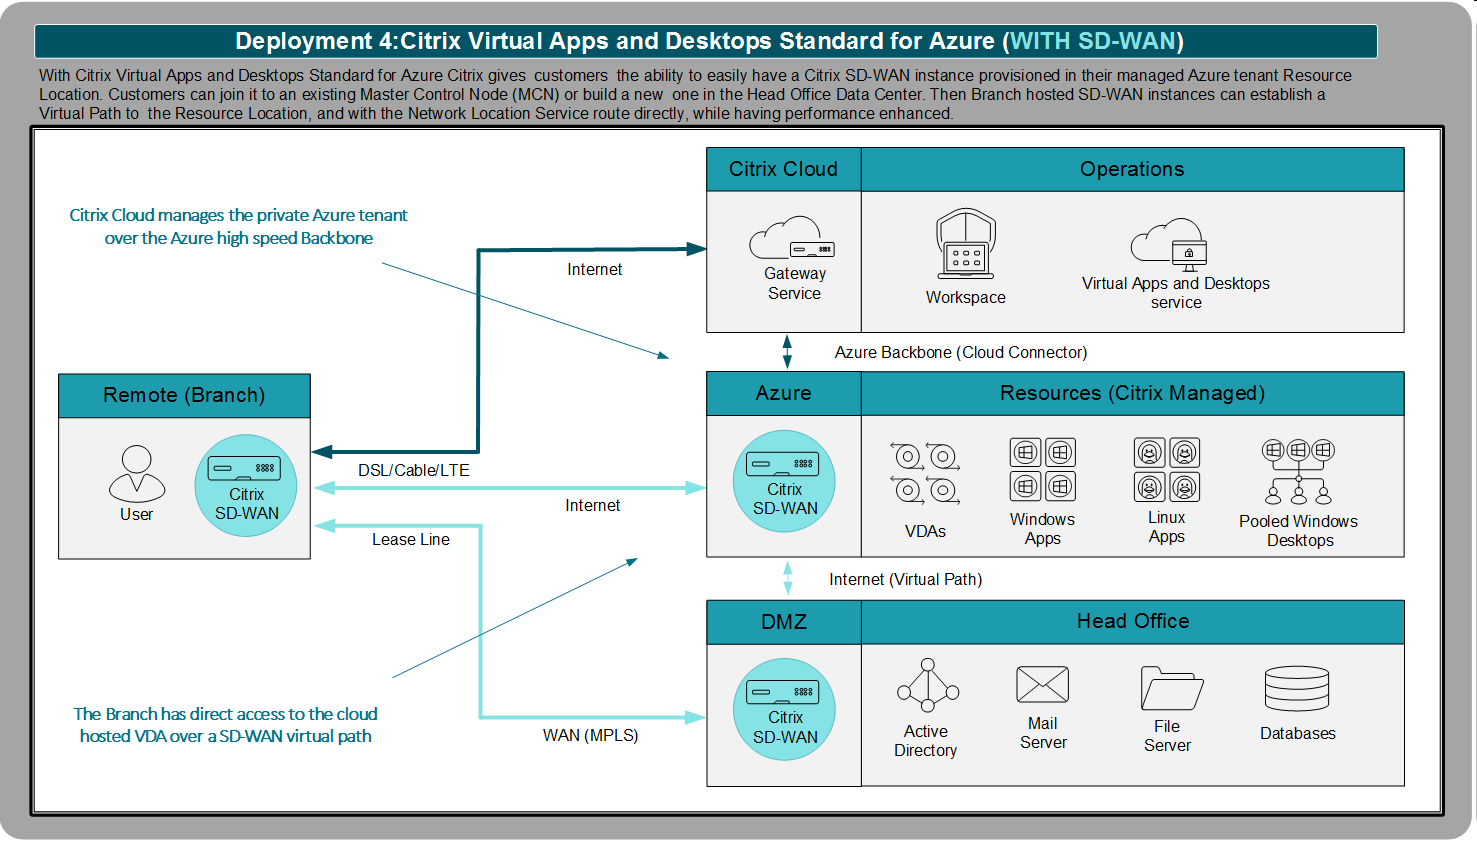 Deployment 4:Citrix Virtual Apps and Desktops Standard for Azure (WITH SD-WAN)
With Citrix Virtual Apps and Desktops Standard for Azure Citrix gives customers the ability to easily have a Citrix SD-WAN instance provisioned in their managed Azure tenant Resource
Location. Customers can join it to an existing Master Control Node (MCN) or build a new one in the Head Office Data Center. Then Branch hosted SD-WAN instances can establish a
Virtual Path to the Resource Location, and with the Network Location Service route directly, while having performance enhanced.
Citrix Cloud
Operations
Citrix Cloud manages the private Azure tenant
over the Azure high speed Backbone
Internet
Gateway
Service
Workspace
Virtual Apps and Desktops
service
Azure Backbone (Cloud Connector)
Remote (Branch)
Azure
Resources (Citrix Managed)
User
Citrix
SD-WAN
DSL/Cable/LTE
Internet
Lease Line
Citrix
SD-WAN
VDAs
Windows
Apps
Linux
Apps
Pooled Windows
Desktops
Internet (Virtual Path)
DMZ
Head Office
The Branch has direct access to the cloud
hosted VDA over a SD-WAN virtual path
WAN (MPLS)
Citrix
SD-WAN
Active
Directory
Mail
Server
File
Server
Databases